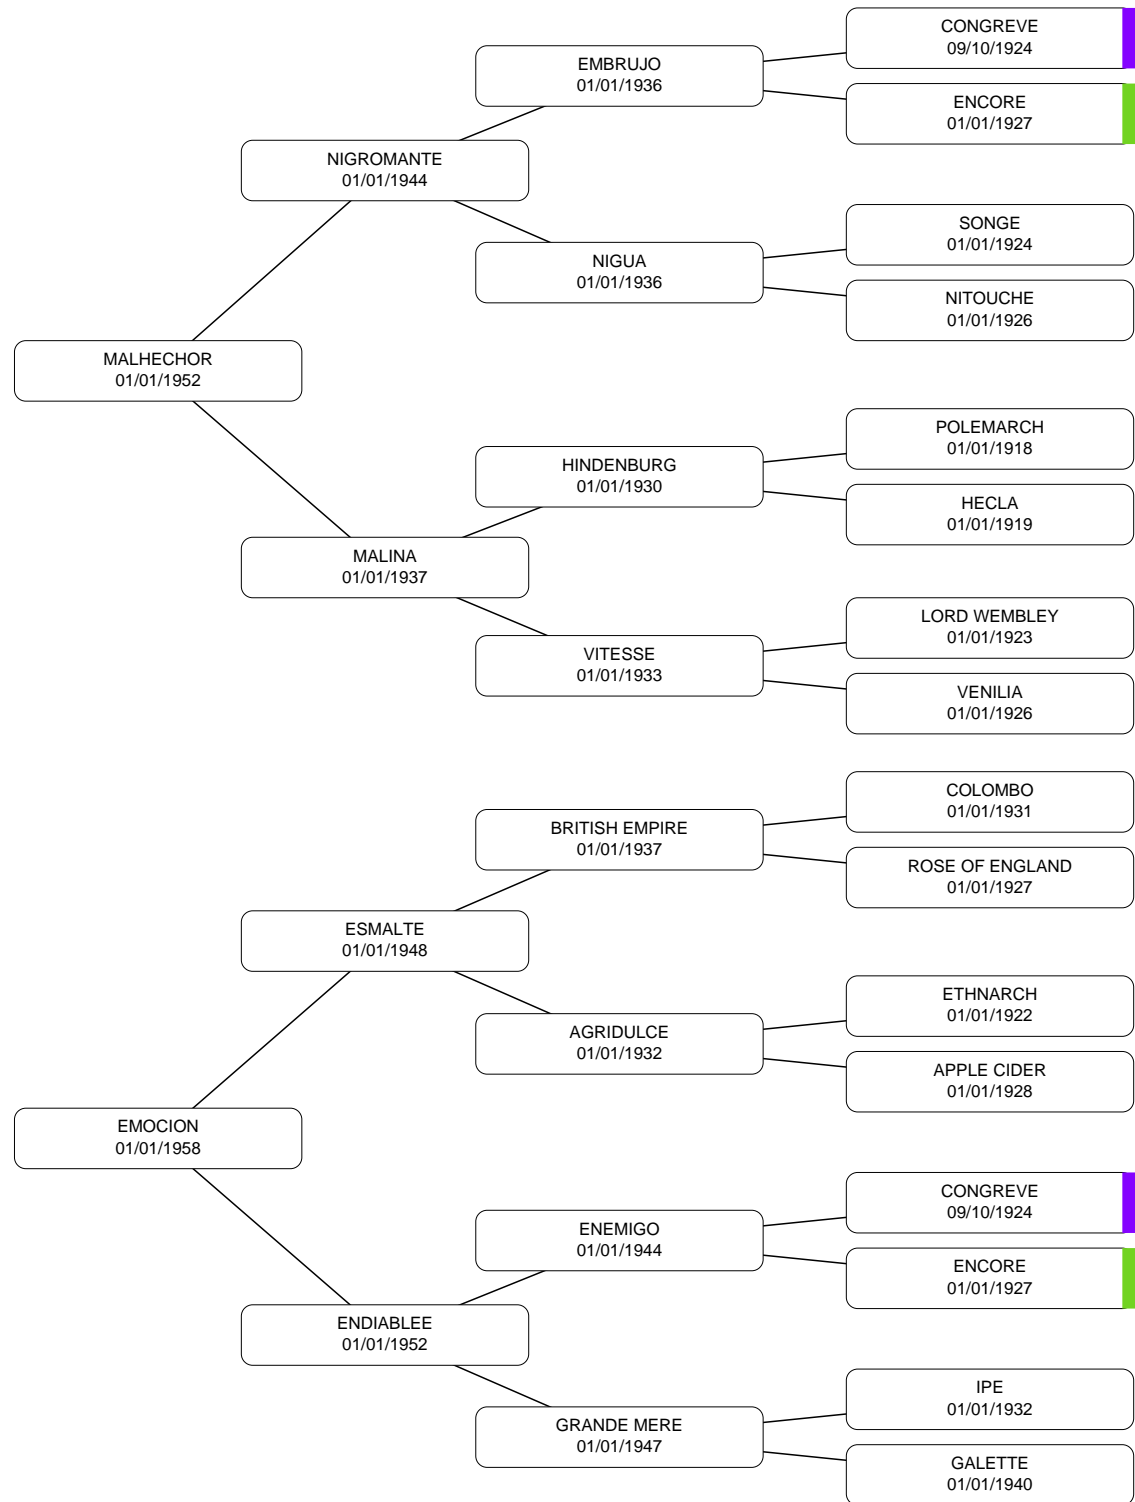 CONGREVE
09/10/1924
EMBRUJO
01/01/1936
ENCORE
01/01/1927
NIGROMANTE
01/01/1944
SONGE
01/01/1924
NIGUA
01/01/1936
NITOUCHE
01/01/1926
MALHECHOR
01/01/1952
POLEMARCH
01/01/1918
HINDENBURG
01/01/1930
HECLA
01/01/1919
MALINA
01/01/1937
LORD WEMBLEY
01/01/1923
VITESSE
01/01/1933
VENILIA
01/01/1926
COLOMBO
01/01/1931
BRITISH EMPIRE
01/01/1937
ROSE OF ENGLAND
01/01/1927
ESMALTE
01/01/1948
ETHNARCH
01/01/1922
AGRIDULCE
01/01/1932
APPLE CIDER
01/01/1928
EMOCION
01/01/1958
CONGREVE
09/10/1924
ENEMIGO
01/01/1944
ENCORE
01/01/1927
ENDIABLEE
01/01/1952
IPE
01/01/1932
GRANDE MERE
01/01/1947
GALETTE
01/01/1940